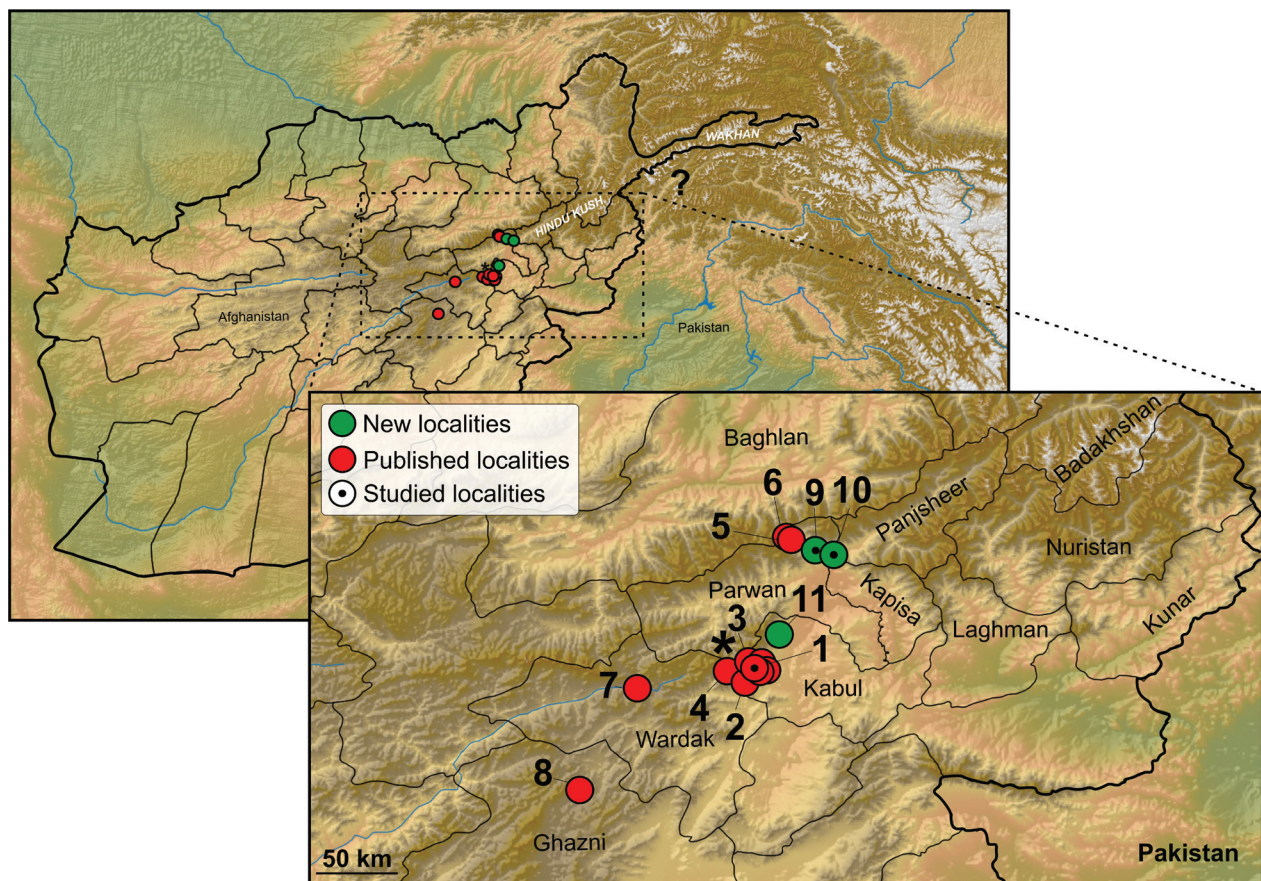 WAKHAN
?
HINDU KUSH
*
Afghanistan
Pakistan
New localities
Published localities
Studied localities
Baghlan
Badakhshan
6
9
10
5
Panjsheer
Nuristan
Parwan
11
Kapisa
3
Laghman
Kunar
*
1
7
4
Kabul
2
Wardak
8
Ghazni
50 km
Pakistan